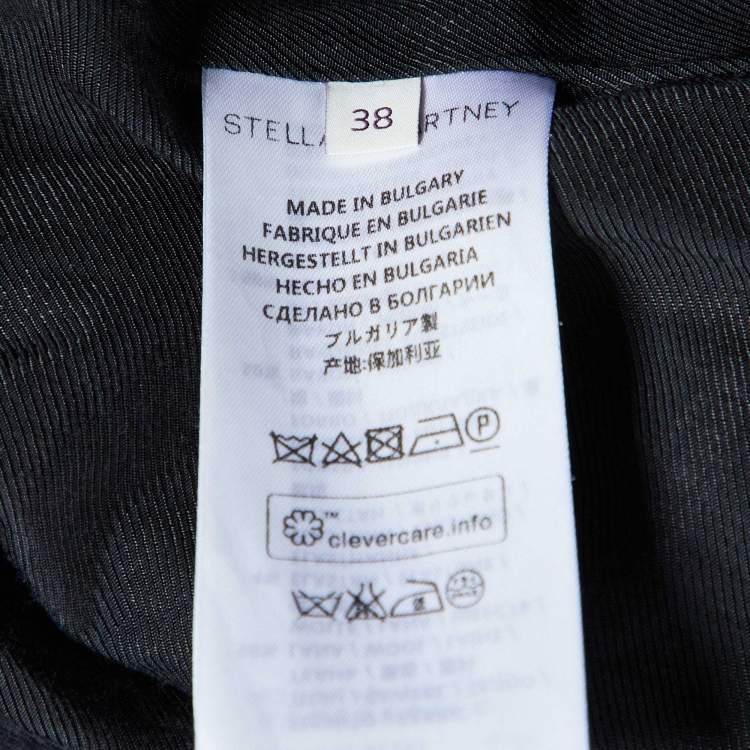 STELLA McCARTNEY
38
MADE IN BULGARY
FABRIQUE EN BULGARIE
HERGESTELLT IN BULGARIEN
HECHO EN BULGARIA
СДЕЛАНО В БОЛГАРИИ
ブルガリア製
产地:保加利亚
P
™
clevercare.info